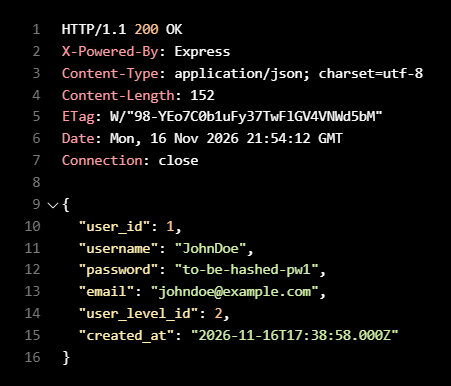 1 HTTP/1.1 200 OK
2 X-Powered-By: Express
3 Content-Type: application/json; charset=utf-8
4 Content-Length: 152
5 ETag: W/"98-YEo7C0b1uFy37TwFlGV4VNWd5bM"
6 Date: Mon, 16 Nov 2026 21:54:12 GMT
7 Connection: close
8
9 {
10 "user_id": 1,
11 "username": "JohnDoe",
12 "password": "to-be-hashed-pw1",
13 "email": "johndoe@example.com",
14 "user_level_id": 2,
15 "created_at": "2026-11-16T17:38:58.000Z"
16 }